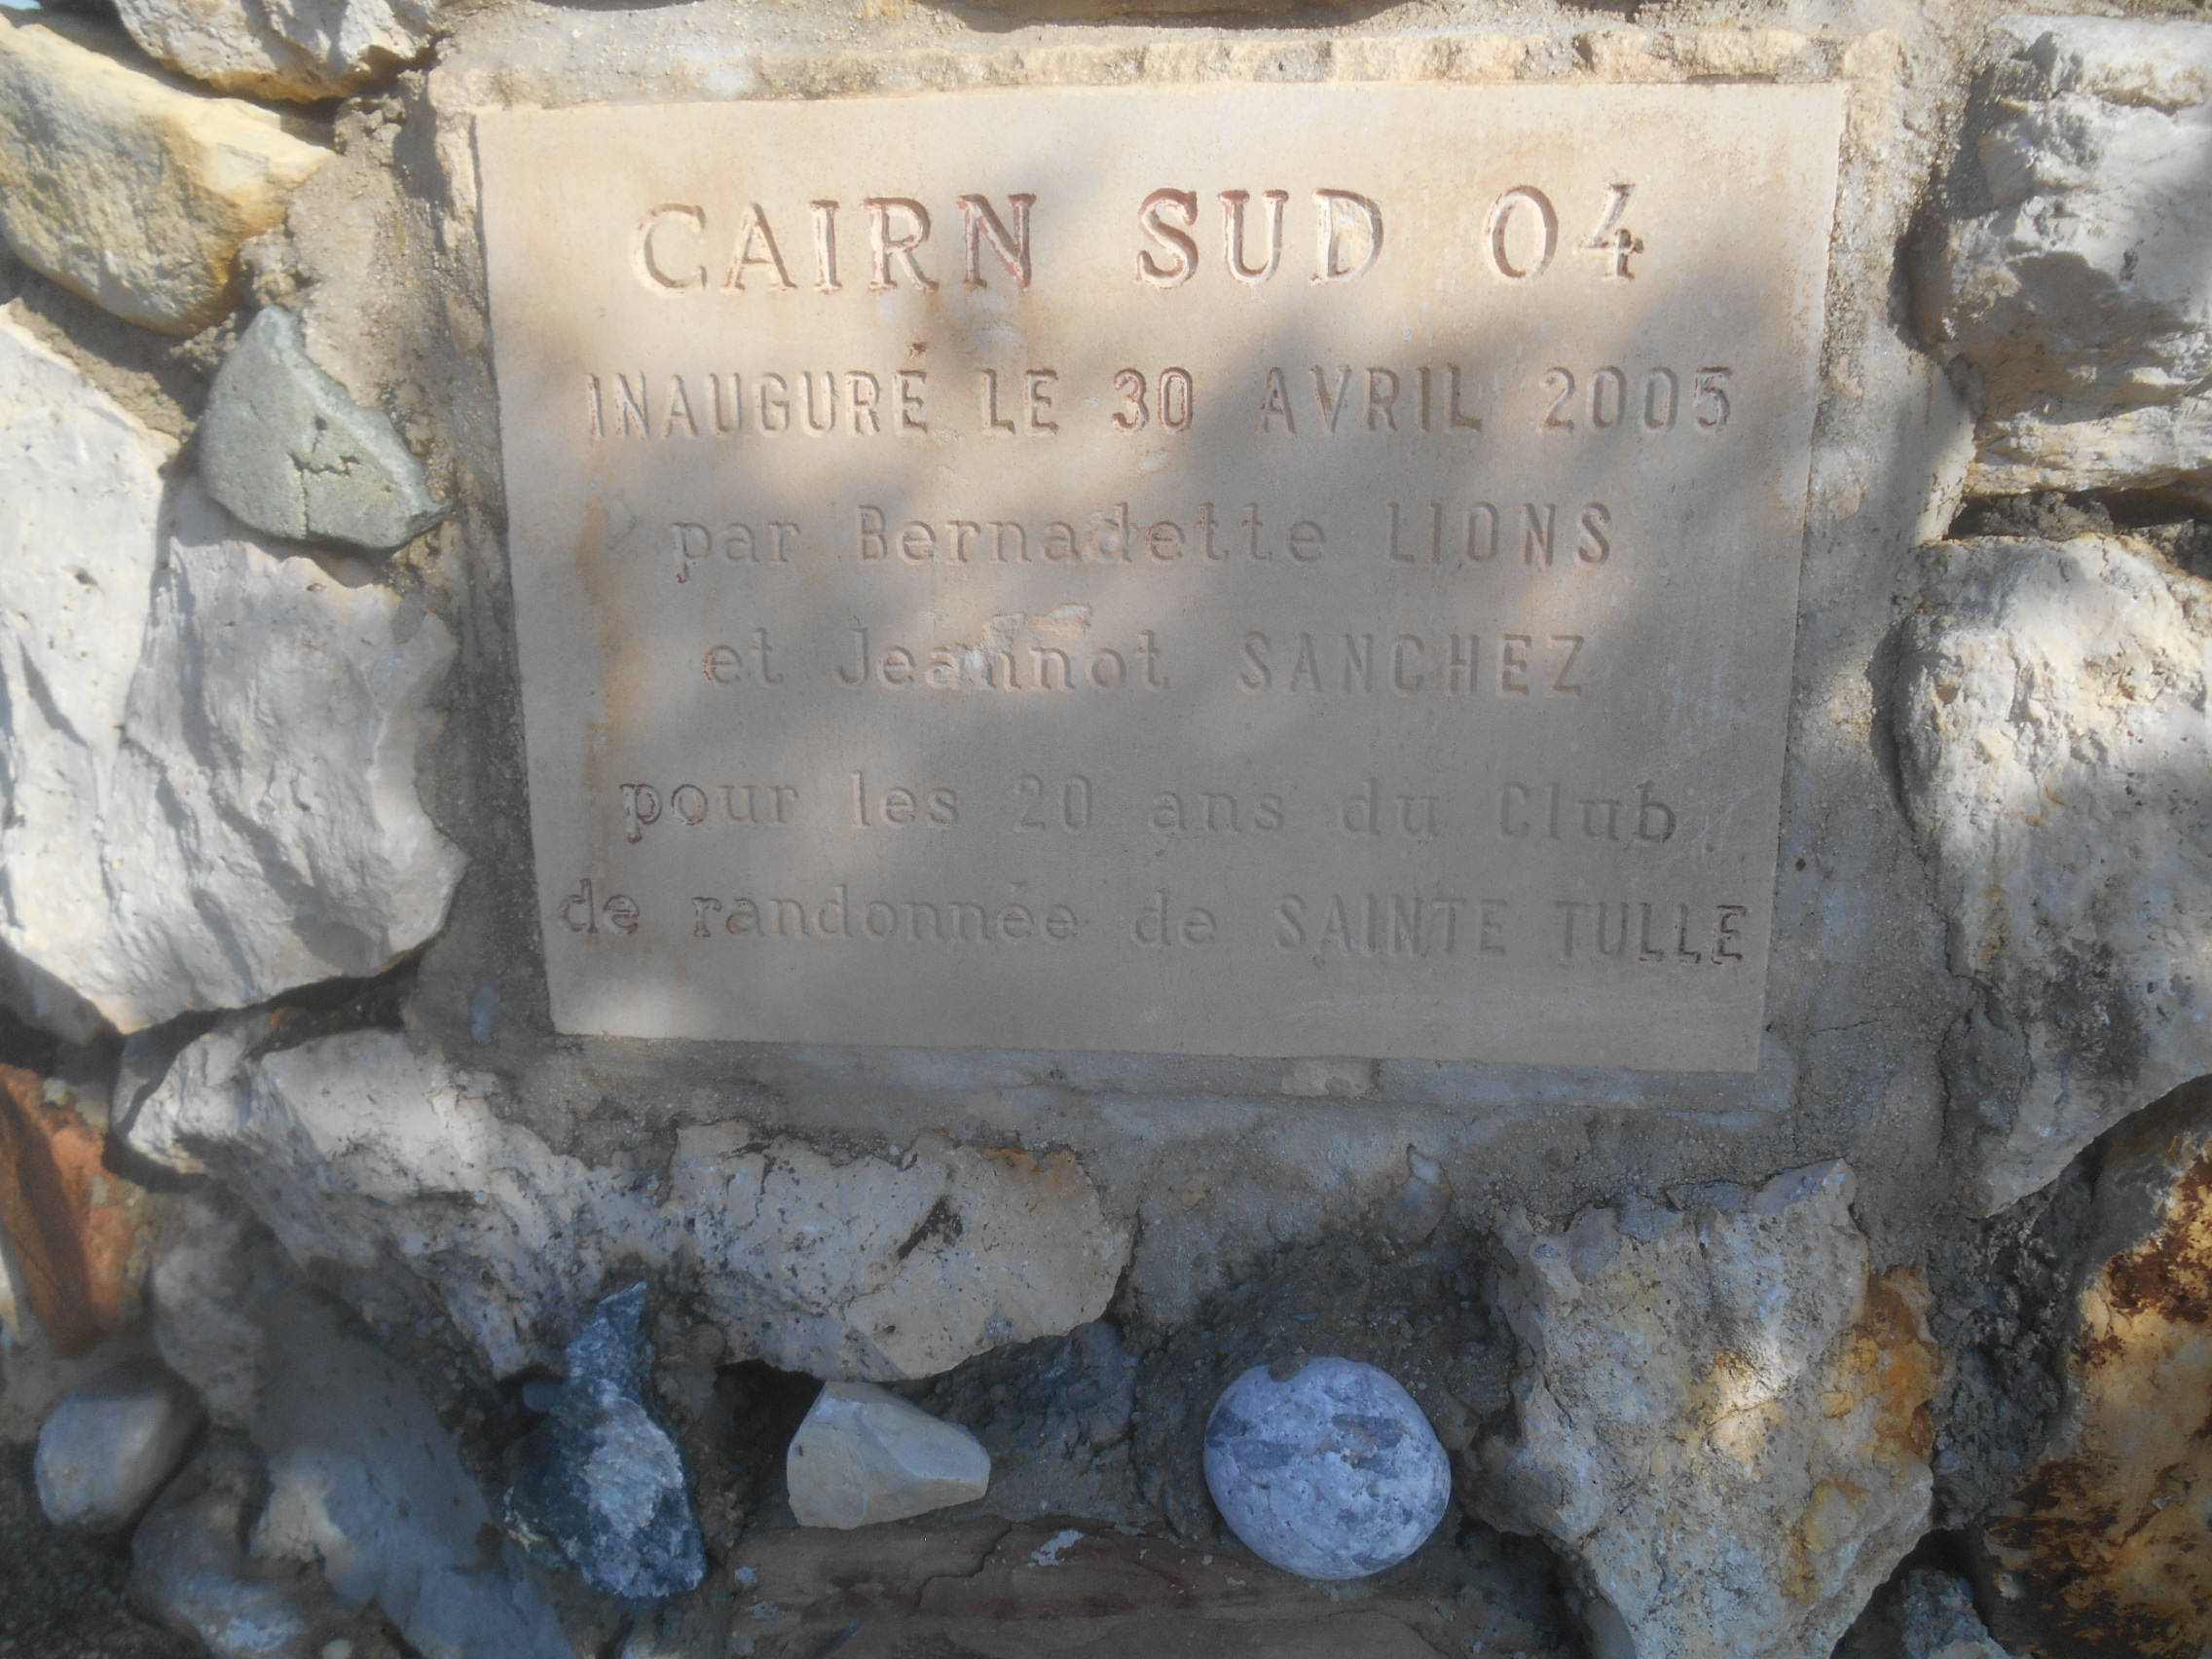 CAIRN SUD 04
INAUGURÉ LE 30 AVRIL 2005
par Bernadette LIONS
et Jeannot SANCHEZ
pour les 20 ans du Club
de randonnée de SAINTE TULLE